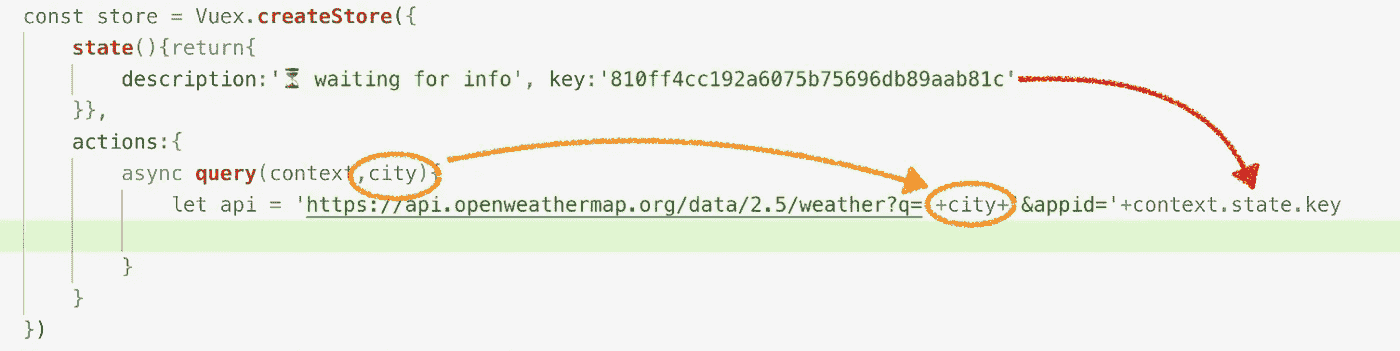 const store = Vuex.createStore({
state(){return{
description:'⏳ waiting for info', key:'810ff4cc192a6075b75696db89aab81c'
}},
actions:{
async query(context,city){
let api = 'https://api.openweathermap.org/data/2.5/weather?q='+city+'&appid='+context.state.key
}
}
})